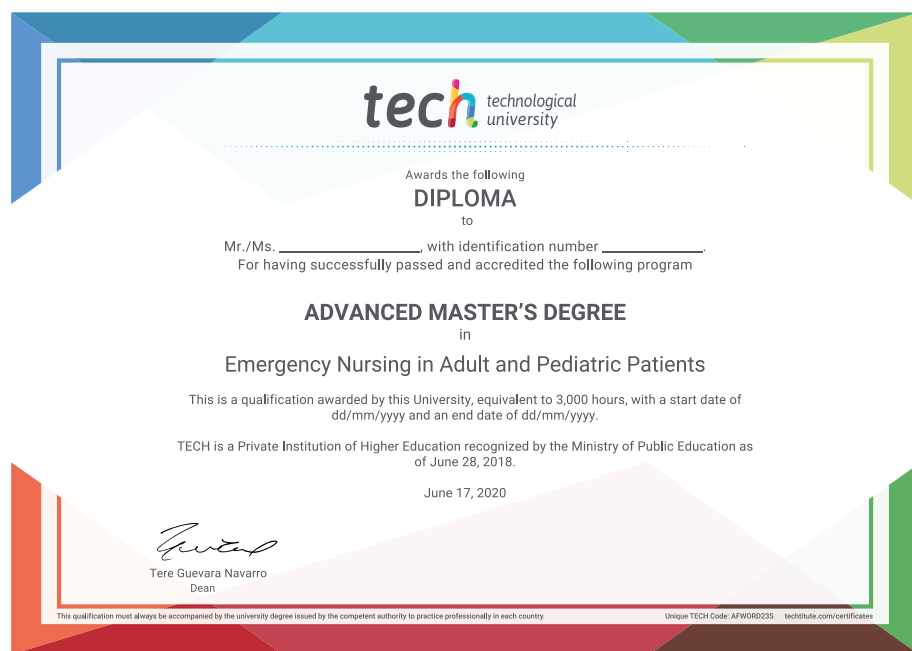 tech technological
university
Awards the following
DIPLOMA
to
Mr./Ms. ____________________, with identification number ______________.
For having successfully passed and accredited the following program
ADVANCED MASTER'S DEGREE
in
Emergency Nursing in Adult and Pediatric Patients
This is a qualification awarded by this University, equivalent to 3,000 hours, with a start date of
dd/mm/yyyy and an end date of dd/mm/yyyy.
TECH is a Private Institution of Higher Education recognized by the Ministry of Public Education as
of June 28, 2018.
June 17, 2020
Tere Guevara Navarro
Dean
This qualification must always be accompanied by the university degree issued by the competent authority to practice professionally in each country. Unique TECH Code: AFWORD23S techtitute.com/certificates